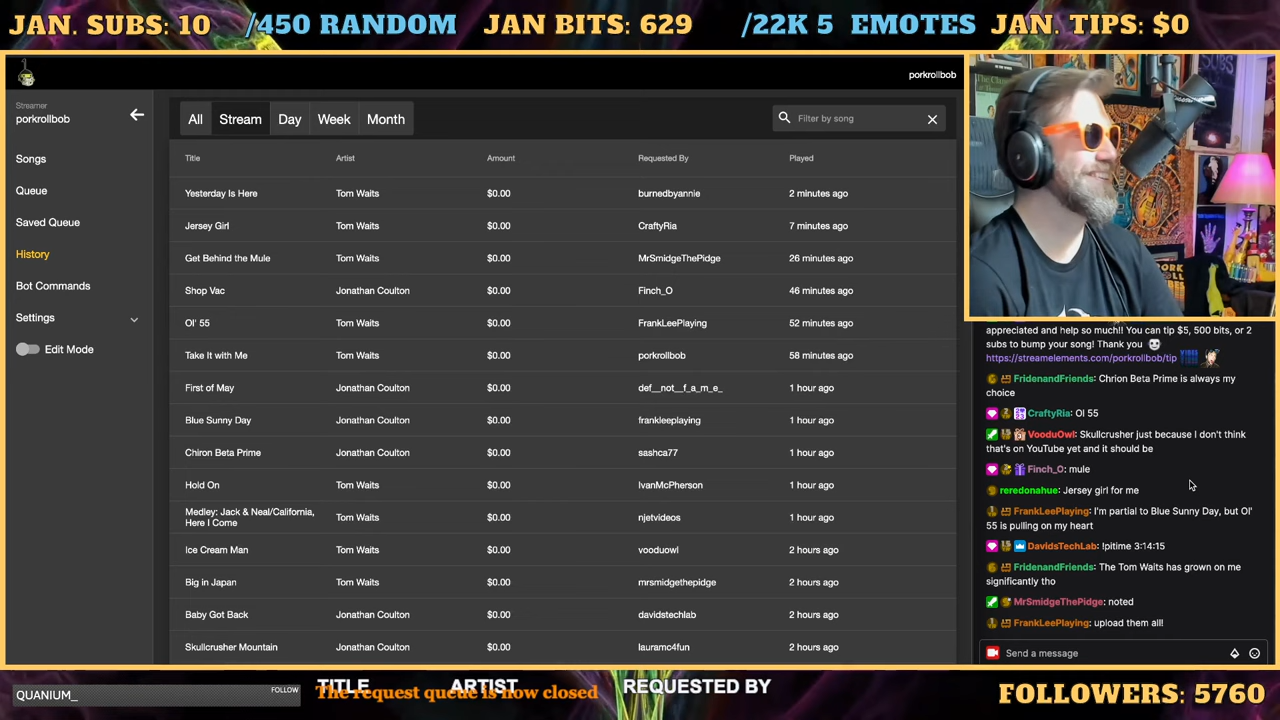 JAN. SUBS: 10 /450 RANDOM JAN BITS: 629 /22K 5 EMOTES JAN. TIPS: $0
porkrollbob
Streamer
porkrollbob
Songs
Queue
Saved Queue
History
Bot Commands
Settings
Edit Mode
All Stream Day Week Month
Filter by song
Title Artist Amount Requested By Played
Yesterday Is Here Tom Waits $0.00 burnedbyannie 2 minutes ago
Jersey Girl Tom Waits $0.00 CraftyRia 7 minutes ago
Get Behind the Mule Tom Waits $0.00 MrSmidgeThePidge 26 minutes ago
Shop Vac Jonathan Coulton $0.00 Finch_O 46 minutes ago
Ol' 55 Tom Waits $0.00 FrankLeePlaying 52 minutes ago
Take It with Me Tom Waits $0.00 porkrollbob 58 minutes ago
First of May Jonathan Coulton $0.00 def__not__f_a_m_e_ 1 hour ago
Blue Sunny Day Jonathan Coulton $0.00 frankleeplaying 1 hour ago
Chiron Beta Prime Jonathan Coulton $0.00 sashca77 1 hour ago
Hold On Tom Waits $0.00 IvanMcPherson 1 hour ago
Medley: Jack & Neal/California,
Here I Come Tom Waits $0.00 njetvideos 1 hour ago
Ice Cream Man Tom Waits $0.00 vooduowl 2 hours ago
Big in Japan Tom Waits $0.00 mrsmidgethepidge 2 hours ago
Baby Got Back Jonathan Coulton $0.00 davidstechlab 2 hours ago
Skullcrusher Mountain Jonathan Coulton $0.00 lauramc4fun 2 hours ago
appreciated and help so much!! You can tip $5, 500 bits, or 2
subs to bump your song! Thank you
https://streamelements.com/porkrollbob/tip
FridenandFriends: Chrion Beta Prime is always my
choice
CraftyRia: Ol 55
VooduOwl: Skullcrusher just because I don't think
that's on YouTube yet and it should be
Finch_O: mule
reredonahue: Jersey girl for me
FrankLeePlaying: I'm partial to Blue Sunny Day, but Ol'
55 is pulling on my heart
DavidsTechLab: !pitime 3:14:15
FridenandFriends: The Tom Waits has grown on me
significantly tho
MrSmidgeThePidge: noted
FrankLeePlaying: upload them all!
Send a message
QUANIUM_ FOLLOW
TITLE ARTIST REQUESTED BY
The request queue is now closed
FOLLOWERS: 5760